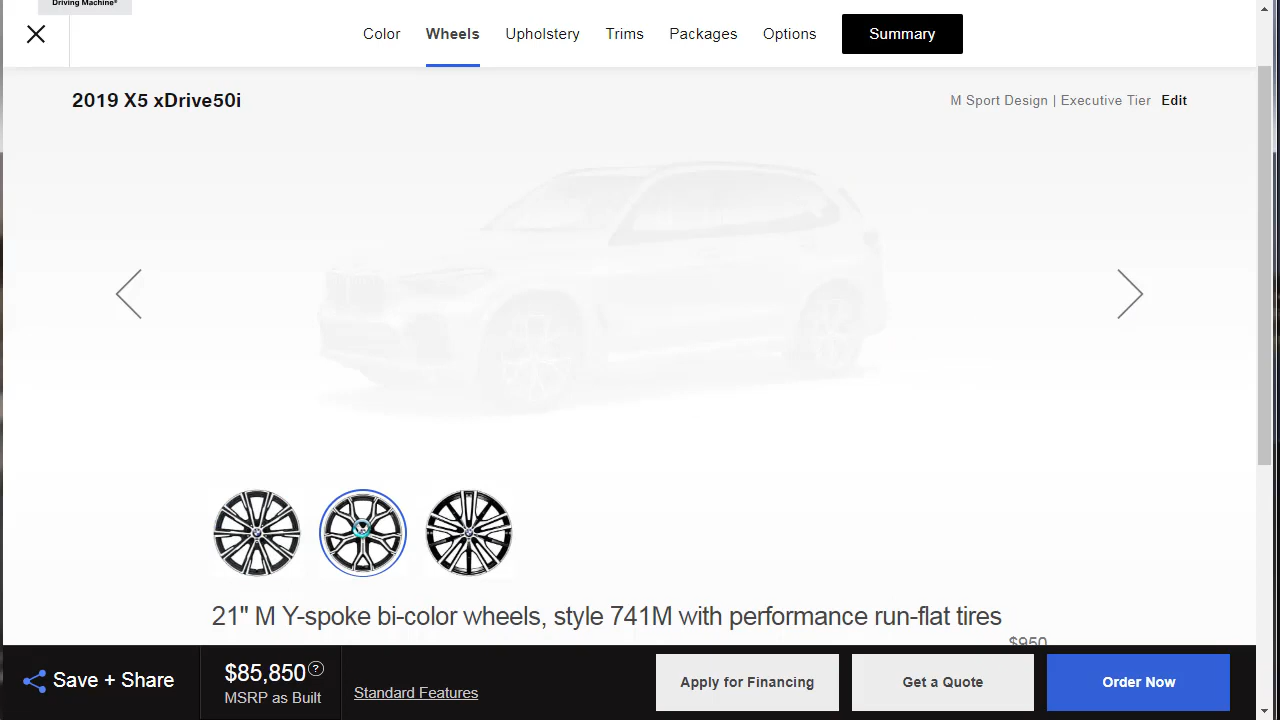 Driving Machine®
Color Wheels Upholstery Trims Packages Options Summary
2019 X5 xDrive50i
M Sport Design | Executive Tier Edit
21" M Y-spoke bi-color wheels, style 741M with performance run-flat tires
$950
Save + Share
$85,850 ?
MSRP as Built
Standard Features
Apply for Financing
Get a Quote
Order Now